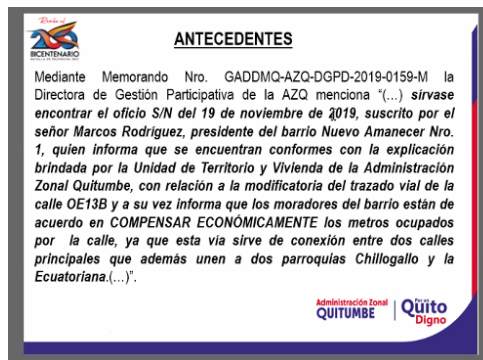 Rumbo al
200
BICENTENARIO
ANTECEDENTES
Mediante Memorando Nro. GADDMQ-AZQ-DGPD-2019-0159-M la
Directora de Gestión Participativa de la AZQ menciona “(...) sírvase
encontrar el oficio S/N del 19 de noviembre de 2019, suscrito por el
señor Marcos Rodríguez, presidente del barrio Nuevo Amanecer Nro.
1, quien informa que se encuentran conformes con la explicación
brindada por la Unidad de Territorio y Vivienda de la Administración
Zonal Quitumbe, con relación a la modificatoria del trazado vial de la
calle OE13B y a su vez informa que los moradores del barrio están de
acuerdo en COMPENSAR ECONÓMICAMENTE los metros ocupados
por la calle, ya que esta vía sirve de conexión entre dos calles
principales que además unen a dos parroquias Chillogallo y la
Ecuatoriana.(...)”.
Administración Zonal
QUITUMBE
Por un
Quito
Digno